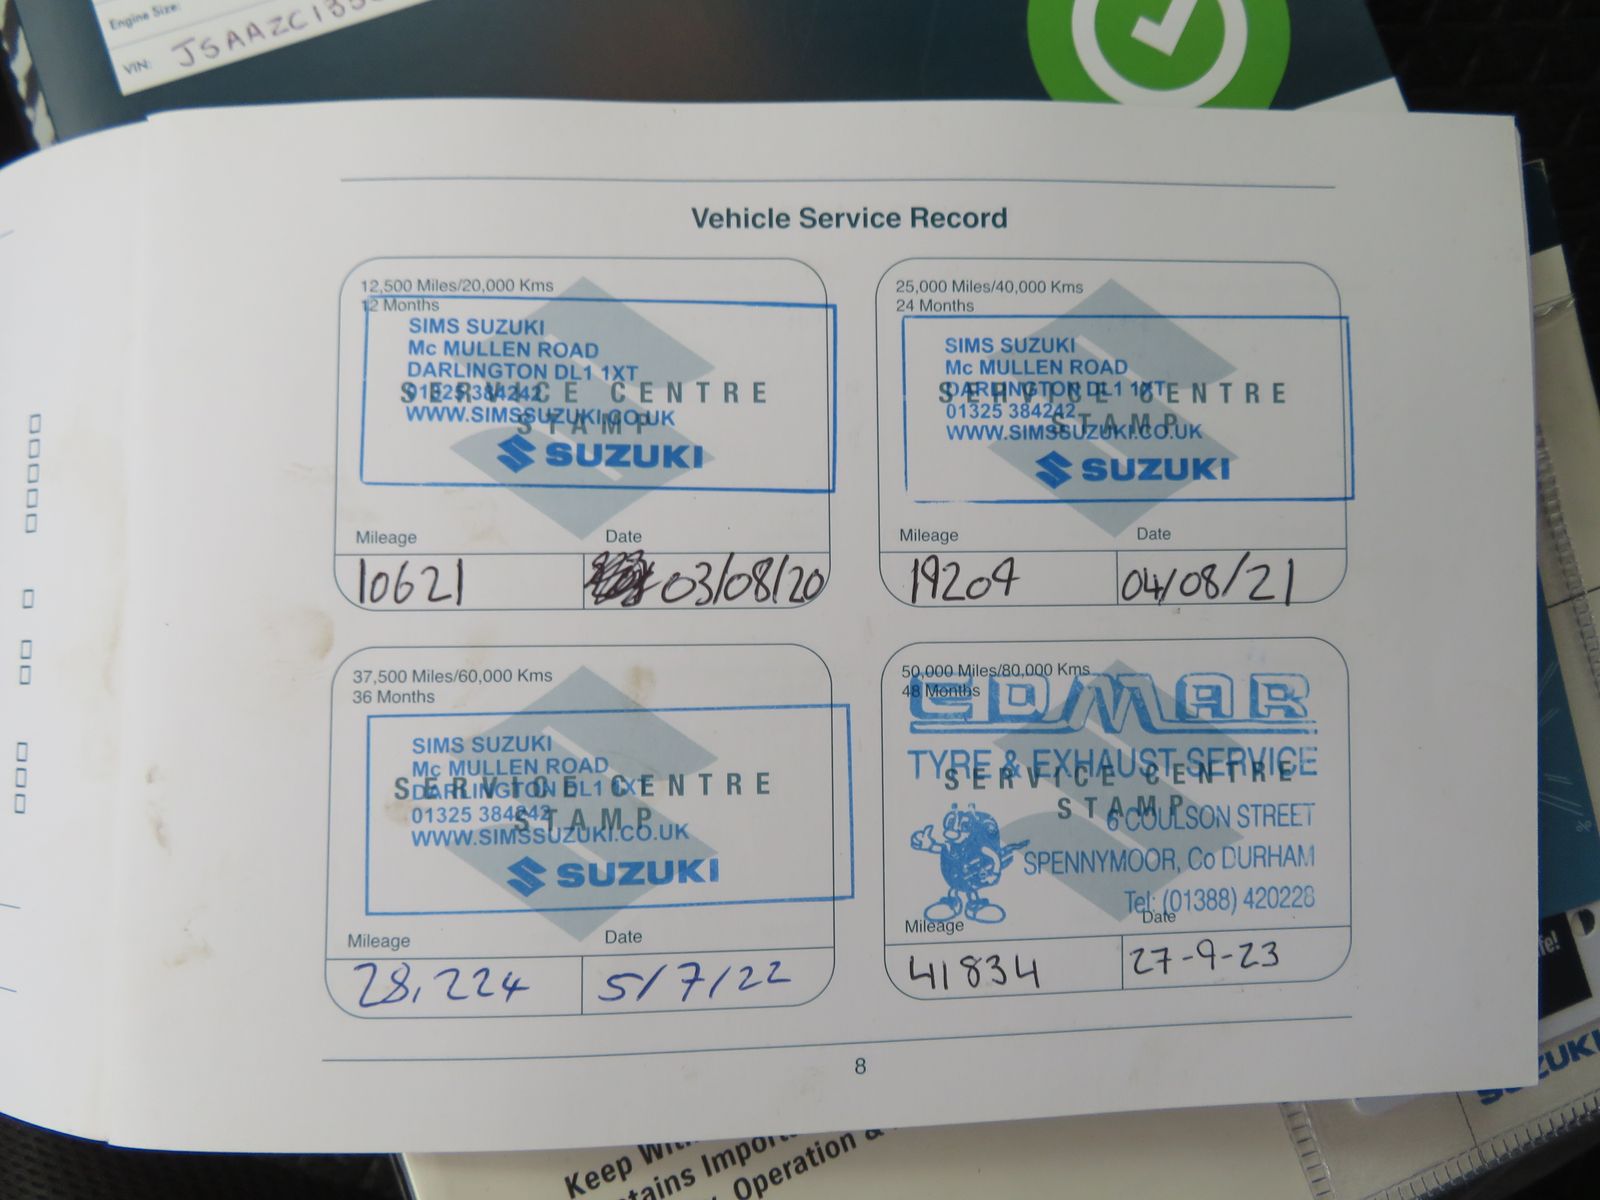 Engine Size:
VIN: JSAAZC
Vehicle Service Record
12,500 Miles/20,000 Kms
12 Months
SIMS SUZUKI
Mc MULLEN ROAD
DARLINGTON DL1 1XT
01325 384242
SERVICE CENTRE
WWW.SIMSSUZUKI.CO.UK
STAMP
SUZUKI
Mileage Date
10621 03/08/20
25,000 Miles/40,000 Kms
24 Months
SIMS SUZUKI
Mc MULLEN ROAD
DARLINGTON DL1 1XT
SERVICE CENTRE
01325 384242
STAMP
WWW.SIMSSUZUKI.CO.UK
SUZUKI
Mileage Date
19209 04/08/21
37,500 Miles/60,000 Kms
36 Months
SIMS SUZUKI
Mc MULLEN ROAD
DARLINGTON DL1 1XT
SERVICE CENTRE
01325 384242
STAMP
WWW.SIMSSUZUKI.CO.UK
SUZUKI
Mileage Date
28,224 5/7/22
50,000 Miles/80,000 Kms
48 Months
EDMAR
TYRE & EXHAUST SERVICE
SERVICE CENTRE
STAMP
6 COULSON STREET
SPENNYMOOR, Co DURHAM
Tel: (01388) 420228
Mileage Date
41834 27-9-23
8
SUZUKI
Keep
Operation &